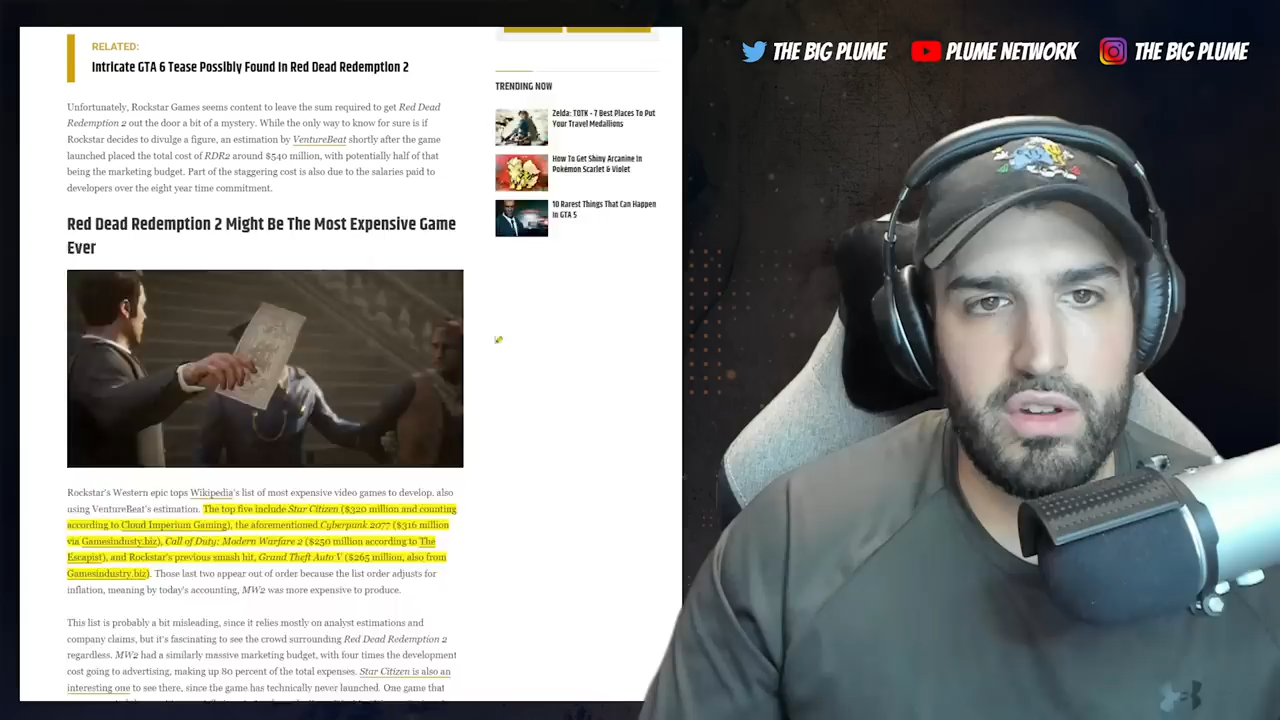 THE BIG PLUME
PLUME NETWORK
THE BIG PLUME
RELATED:
Intricate GTA 6 Tease Possibly Found In Red Dead Redemption 2
Unfortunately, Rockstar Games seems content to leave the sum required to get Red Dead
Redemption 2 out the door a bit of a mystery. While the only way to know for sure is if
Rockstar decides to divulge a figure, an estimation by VentureBeat shortly after the game
launched placed the total cost of RDR2 around $540 million, with potentially half of that
being the marketing budget. Part of the staggering cost is also due to the salaries paid to
developers over the eight year time commitment.
Red Dead Redemption 2 Might Be The Most Expensive Game
Ever
Rockstar's Western epic tops Wikipedia's list of most expensive video games to develop, also
using VentureBeat's estimation. The top five include Star Citizen ($320 million and counting
according to Cloud Imperium Gaming), the aforementioned Cyberpunk 2077 ($316 million
via Gamesindusty.biz), Call of Duty: Modern Warfare 2 ($250 million according to The
Escapist), and Rockstar's previous smash hit, Grand Theft Auto V ($265 million, also from
Gamesindustry.biz). Those last two appear out of order because the list order adjusts for
inflation, meaning by today's accounting, MW2 was more expensive to produce.
This list is probably a bit misleading, since it relies mostly on analyst estimations and
company claims, but it's fascinating to see the crowd surrounding Red Dead Redemption 2
regardless. MW2 had a similarly massive marketing budget, with four times the development
cost going to advertising, making up 80 percent of the total expenses. Star Citizen is also an
interesting one to see there, since the game has technically never launched. One game that
TRENDING NOW
Zelda: TOTK - 7 Best Places To Put
Your Travel Medallions
How To Get Shiny Arcanine In
Pokémon Scarlet & Violet
10 Rarest Things That Can Happen
In GTA 5